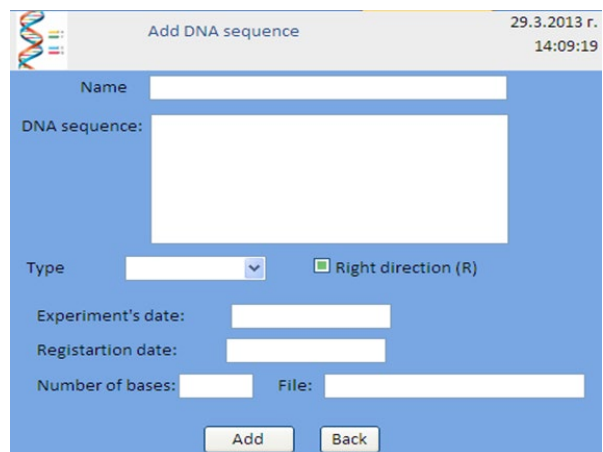 Add DNA sequence
29.3.2013 г.
14:09:19
Name
DNA sequence:
Type
Right direction (R)
Experiment's date:
Registartion date:
Number of bases: File:
Add Back